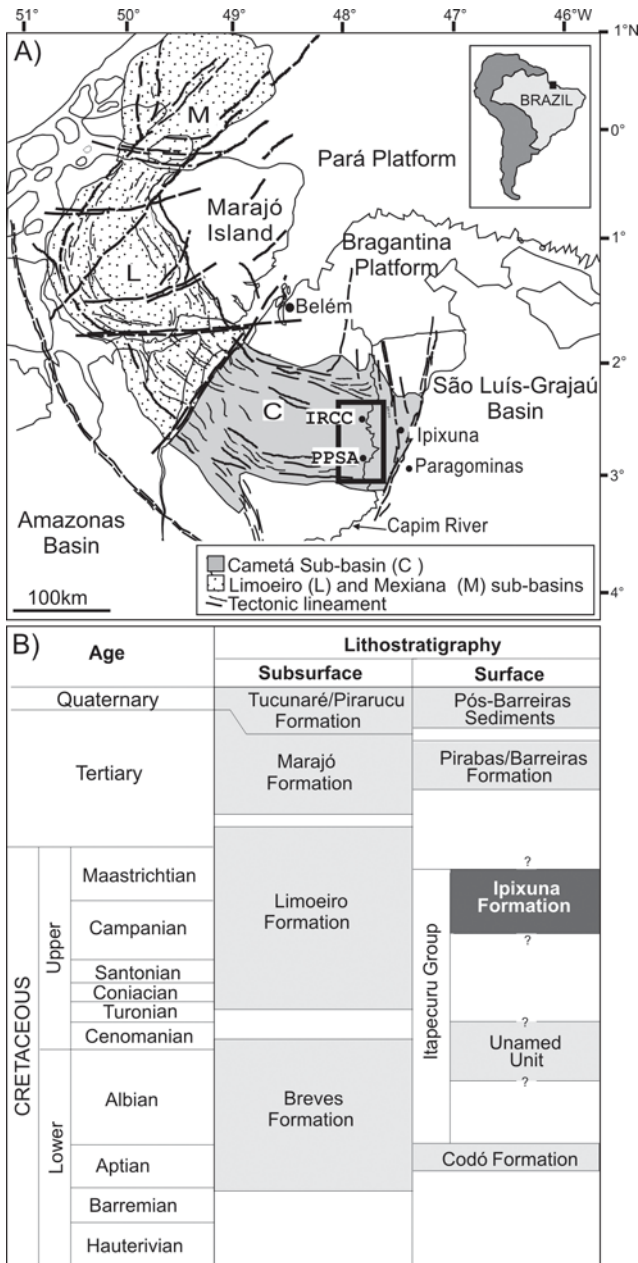 51° 50° 49° 48° 47° 46°W
A)
1°N
BRAZIL
M
0°
Pará Platform
Marajó
Island
1°
Bragantina
Platform
L
Belém
2°
São Luís-Grajaú
Basin
C
IRCC
Ipixuna
PPSA
Paragominas
3°
Amazonas
Basin
Capim River
Cametá Sub-basin (C )
Limoeiro (L) and Mexiana (M) sub-basins
Tectonic lineament
100km
4°
B)
Age
Lithostratigraphy
Subsurface
Surface
Quaternary
Tucunaré/Pirarucu
Formation
Pós-Barreiras
Sediments
Tertiary
Marajó
Formation
Pirabas/Barreiras
Formation
CRETACEOUS
Upper
Maastrichtian
Campanian
Santonian
Coniacian
Turonian
Cenomanian
Limoeiro
Formation
Itapecuru Group
?
Ipixuna
Formation
?
?
Unamed
Unit
?
Lower
Albian
Aptian
Barremian
Hauterivian
Breves
Formation
Codó Formation